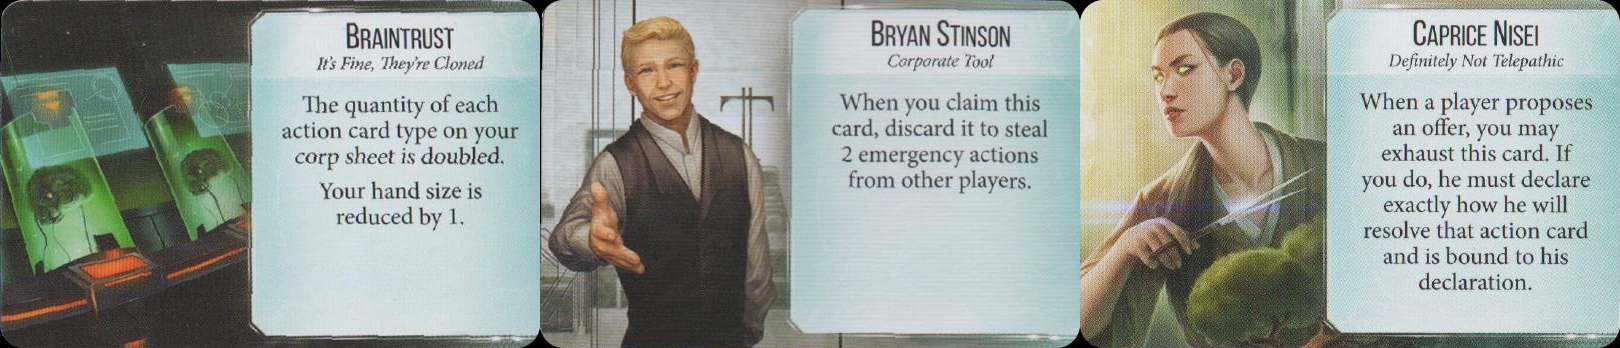 Braintrust
It's Fine, They're Cloned
The quantity of each
action card type on your
corp sheet is doubled.
Your hand size is
reduced by 1.
Bryan Stinson
Corporate Tool
When you claim this
card, discard it to steal
2 emergency actions
from other players.
Caprice Nisei
Definitely Not Telepathic
When a player proposes
an offer, you may
exhaust this card. If
you do, he must declare
exactly how he will
resolve that action card
and is bound to his
declaration.